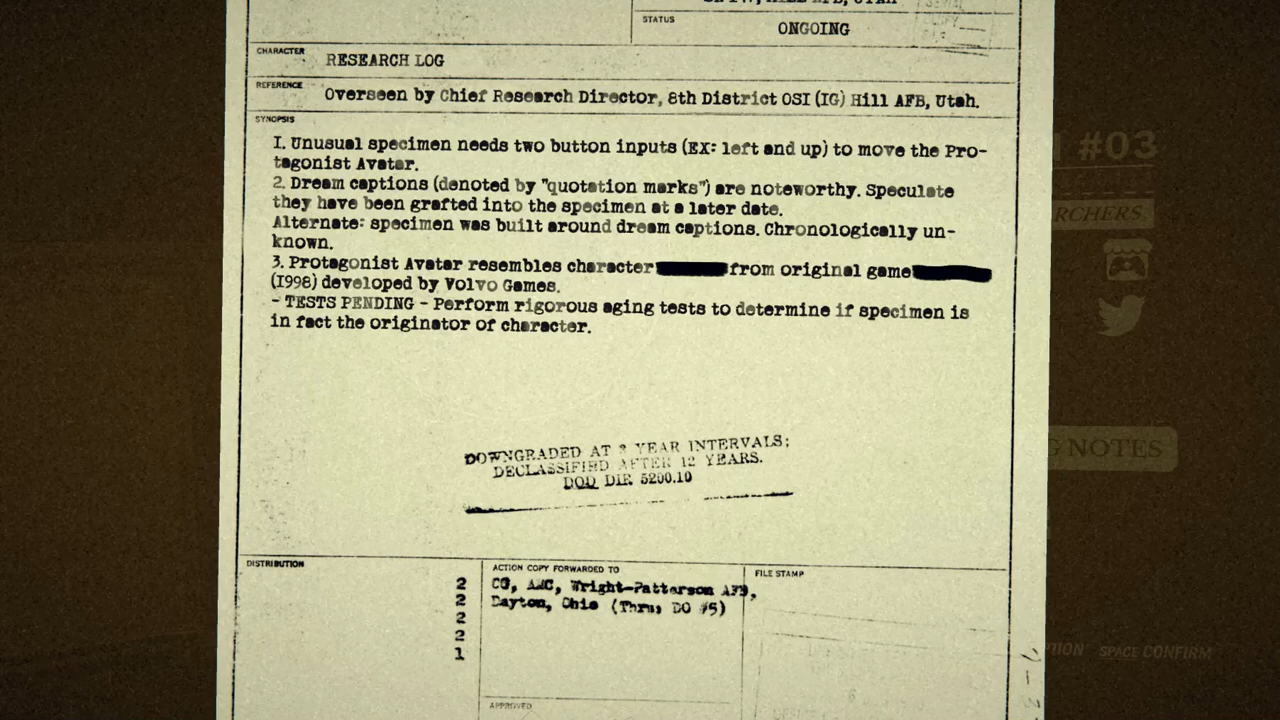 STATUS
ONGOING
CHARACTER
RESEARCH LOG
REFERENCE
Overseen by Chief Research Director, 8th District OSI (IG) Hill AFB, Utah.
SYNOPSIS
1. Unusual specimen needs two button inputs (EX: left and up) to move the Pro-
tagonist Avatar.
2. Dream captions (denoted by "quotation marks") are noteworthy. Speculate
they have been grafted into the specimen at a later date.
Alternate: specimen was built around dream captions. Chronologically un-
known.
3. Protagonist Avatar resembles character from original game
(1998) developed by Volvo Games.
- TESTS PENDING - Perform rigorous aging tests to determine if specimen is
in fact the originator of character.
DOWNGRADED AT 3 YEAR INTERVALS;
DECLASSIFIED AFTER 12 YEARS.
DOD DIR 5200.10
DISTRIBUTION
2
2
2
2
1
ACTION COPY FORWARDED TO
CG, AMC, Wright-Patterson AFB,
Dayton, Ohio (Thru: DO #5)
FILE STAMP
APPROVED
#03
RCHERS
G NOTES
SPACE CONFIRM